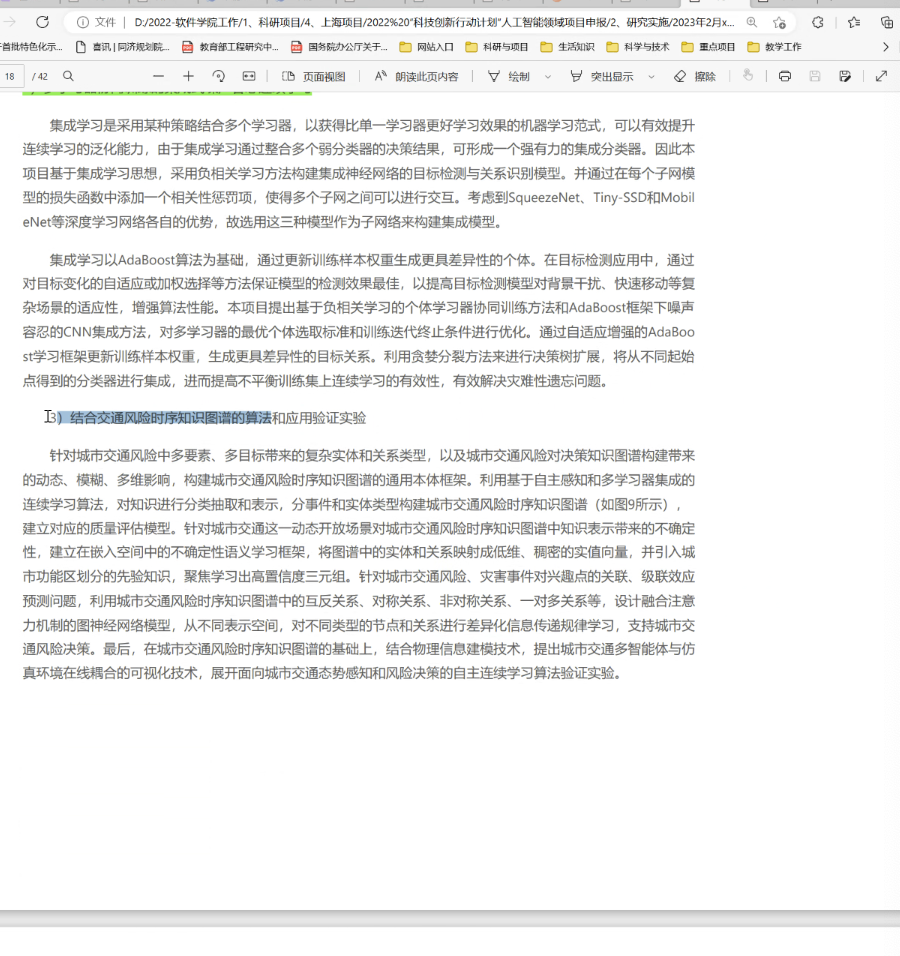 文件 D:/2022-软件学院工作/1、科研项目/4、上海项目/2022%20"科技创新行动计划"人工智能领域项目申报/2、研究实施/2023年2月x...
首批特色化示... 喜讯 | 同济规划院... 教育部工程研究中... 国务院办公厅关于... 网站入口 科研与项目 生活知识 科学与技术 重点项目 教学工作
18 / 42 页面视图 朗读此页内容 绘制 突出显示 擦除
集成学习是采用某种策略结合多个学习器，以获得比单一学习器更好学习效果的机器学习范式，可以有效提升
连续学习的泛化能力，由于集成学习通过整合多个弱分类器的决策结果，可形成一个强有力的集成分类器。因此本
项目基于集成学习思想，采用负相关学习方法构建集成神经网络的目标检测与关系识别模型。并通过在每个子网模
型的损失函数中添加一个相关性惩罚项，使得多个子网之间可以进行交互。考虑到SqueezeNet、Tiny-SSD和Mobil
eNet等深度学习网络各自的优势，故选用这三种模型作为子网络来构建集成模型。
集成学习以AdaBoost算法为基础，通过更新训练样本权重生成更具差异性的个体。在目标检测应用中，通过
对目标变化的自适应或加权选择等方法保证模型的检测效果最佳，以提高目标检测模型对背景干扰、快速移动等复
杂场景的适应性，增强算法性能。本项目提出基于负相关学习的个体学习器协同训练方法和AdaBoost框架下噪声
容忍的CNN集成方法，对多学习器的最优个体选取标准和训练迭代终止条件进行优化。通过自适应增强的AdaBoo
st学习框架更新训练样本权重，生成更具差异性的目标关系。利用贪婪分裂方法来进行决策树扩展，将从不同起始
点得到的分类器进行集成，进而提高不平衡训练集上连续学习的有效性，有效解决灾难性遗忘问题。
3）结合交通风险时序知识图谱的算法和应用验证实验
针对城市交通风险中多要素、多目标带来的复杂实体和关系类型，以及城市交通风险对决策知识图谱构建带来
的动态、模糊、多维影响，构建城市交通风险时序知识图谱的通用本体框架。利用基于自主感知和多学习器集成的
连续学习算法，对知识进行分类抽取和表示，分事件和实体类型构建城市交通风险时序知识图谱（如图9所示），
建立对应的质量评估模型。针对城市交通这一动态开放场景对城市交通风险时序知识图谱中知识表示带来的不确定
性，建立在嵌入空间中的不确定性语义学习框架，将图谱中的实体和关系映射成低维、稠密的实值向量，并引入城
市功能区划分的先验知识，聚焦学习出高置信度三元组。针对城市交通风险、灾害事件对兴趣点的关联、级联效应
预测问题，利用城市交通风险时序知识图谱中的互反关系、对称关系、非对称关系、一对多关系等，设计融合注意
力机制的图神经网络模型，从不同表示空间，对不同类型的节点和关系进行差异化信息传递规律学习，支持城市交
通风险决策。最后，在城市交通风险时序知识图谱的基础上，结合物理信息建模技术，提出城市交通多智能体与仿
真环境在线耦合的可视化技术，展开面向城市交通态势感知和风险决策的自主连续学习算法验证实验。